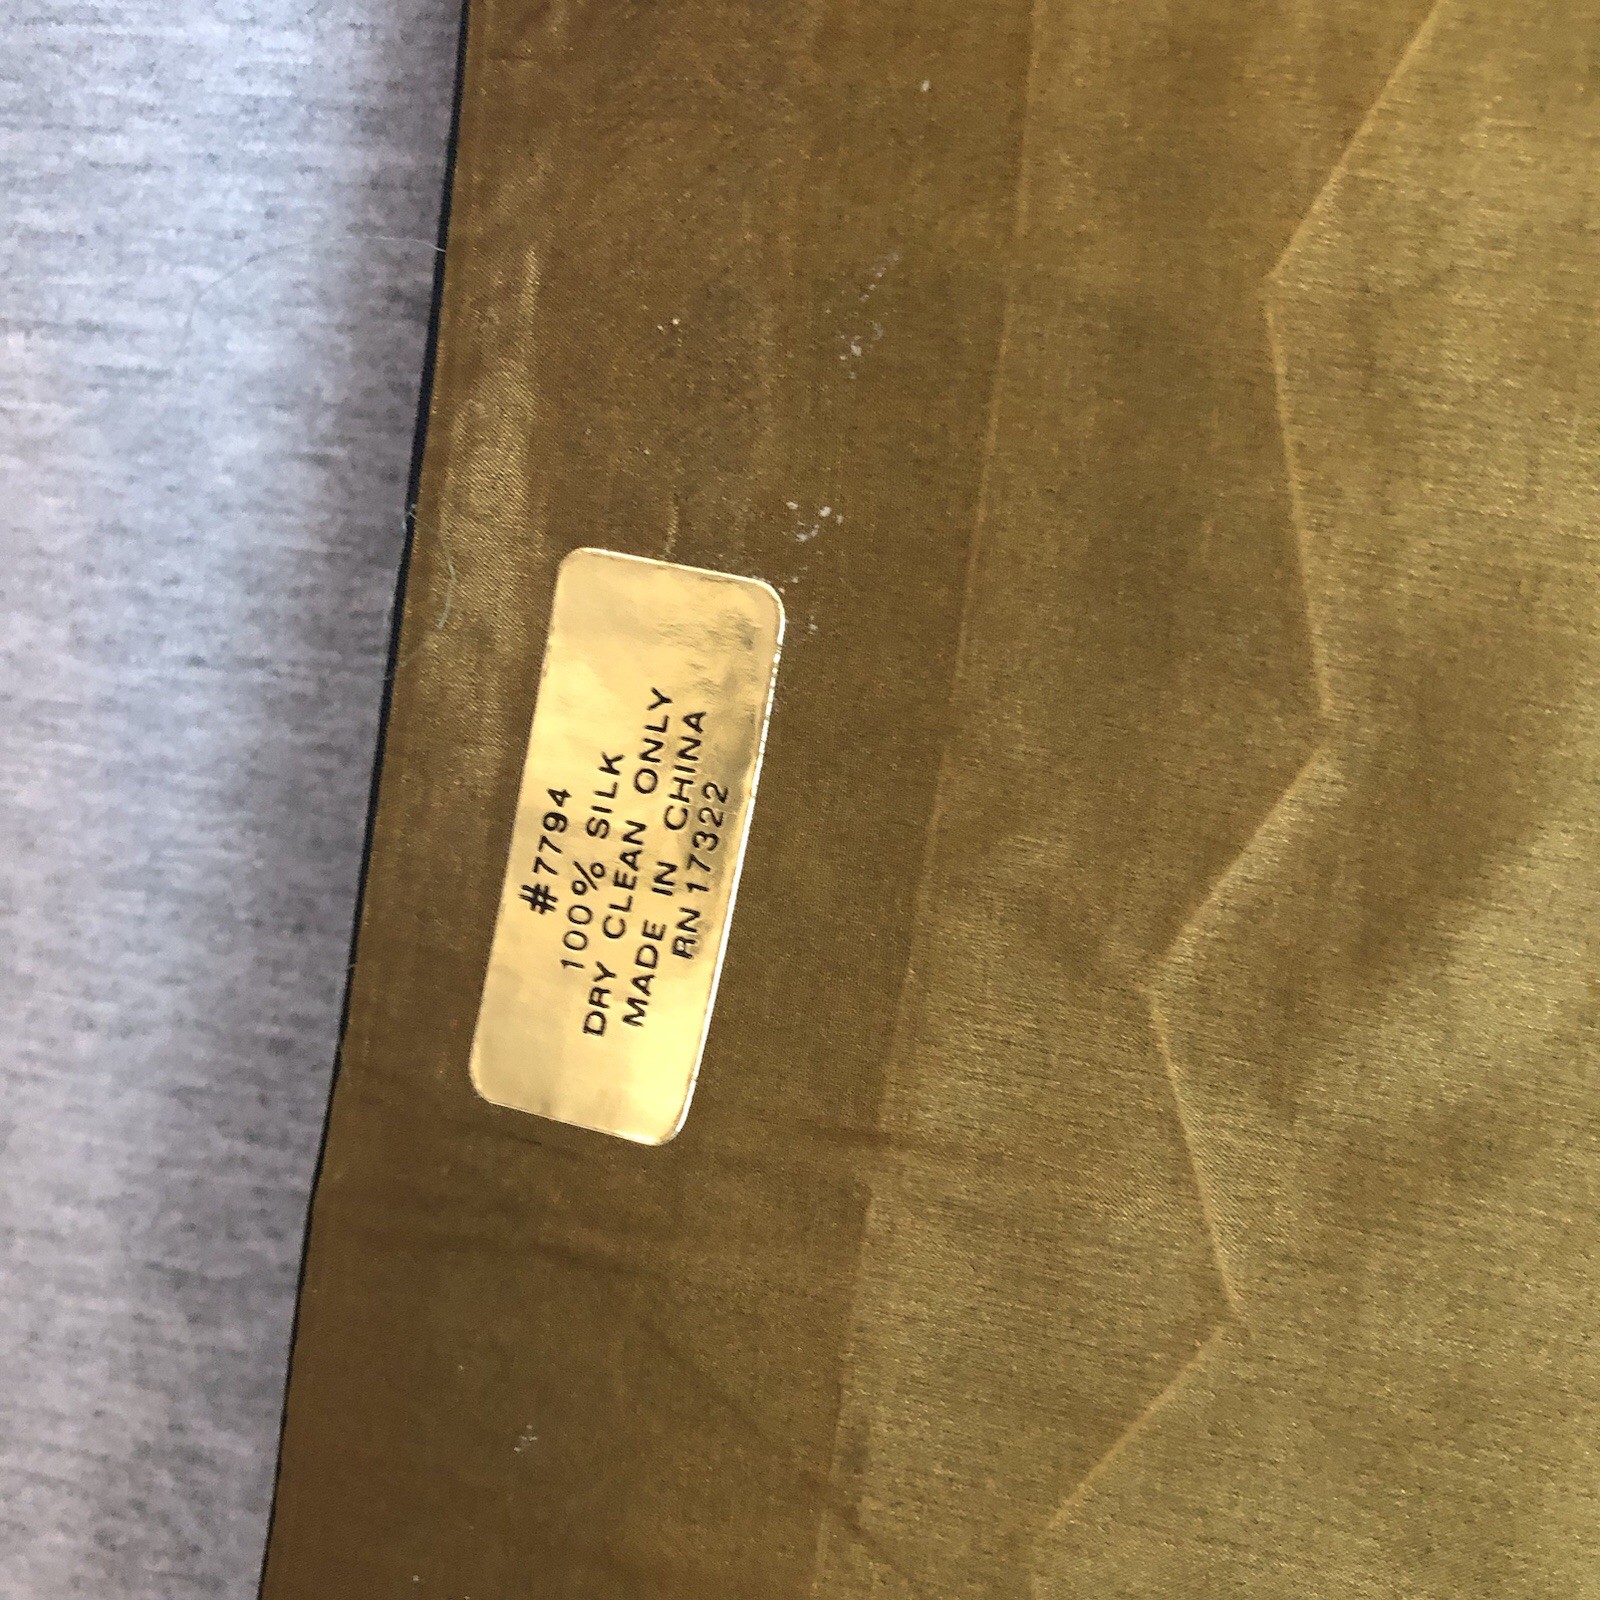 #7794
100% SILK
DRY CLEAN ONLY
MADE IN CHINA
RN 17322